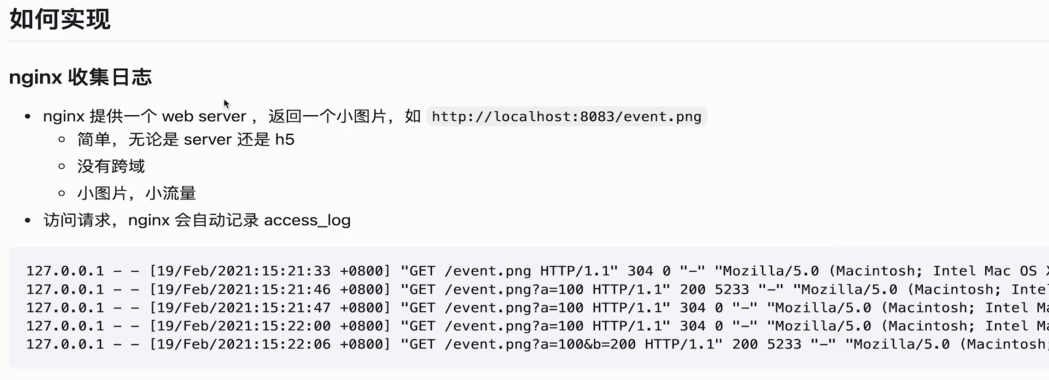 如何实现
nginx 收集日志
• nginx 提供一个 web server ，返回一个小图片，如 http://localhost:8083/event.png
◦ 简单，无论是 server 还是 h5
◦ 没有跨域
◦ 小图片，小流量
• 访问请求，nginx 会自动记录 access_log
127.0.0.1 - - [19/Feb/2021:15:21:33 +0800] "GET /event.png HTTP/1.1" 304 0 "-" "Mozilla/5.0 (Macintosh; Intel Mac OS X
127.0.0.1 - - [19/Feb/2021:15:21:46 +0800] "GET /event.png?a=100 HTTP/1.1" 200 5233 "-" "Mozilla/5.0 (Macintosh; Inte
127.0.0.1 - - [19/Feb/2021:15:21:47 +0800] "GET /event.png?a=100 HTTP/1.1" 304 0 "-" "Mozilla/5.0 (Macintosh; Intel Ma
127.0.0.1 - - [19/Feb/2021:15:22:00 +0800] "GET /event.png?a=100 HTTP/1.1" 304 0 "-" "Mozilla/5.0 (Macintosh; Intel Ma
127.0.0.1 - - [19/Feb/2021:15:22:06 +0800] "GET /event.png?a=100&b=200 HTTP/1.1" 200 5233 "-" "Mozilla/5.0 (Macintosh;